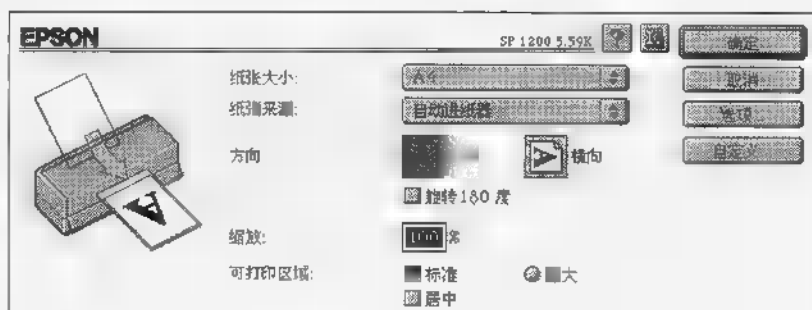 EPSON
SP 1200 5.59K
确定
纸张大小:
A4
取消
纸张来源:
自动进纸器
选项
方向
横向
自定义
旋转180 度
缩放:
100 %
可打印区域:
标准
大
居中